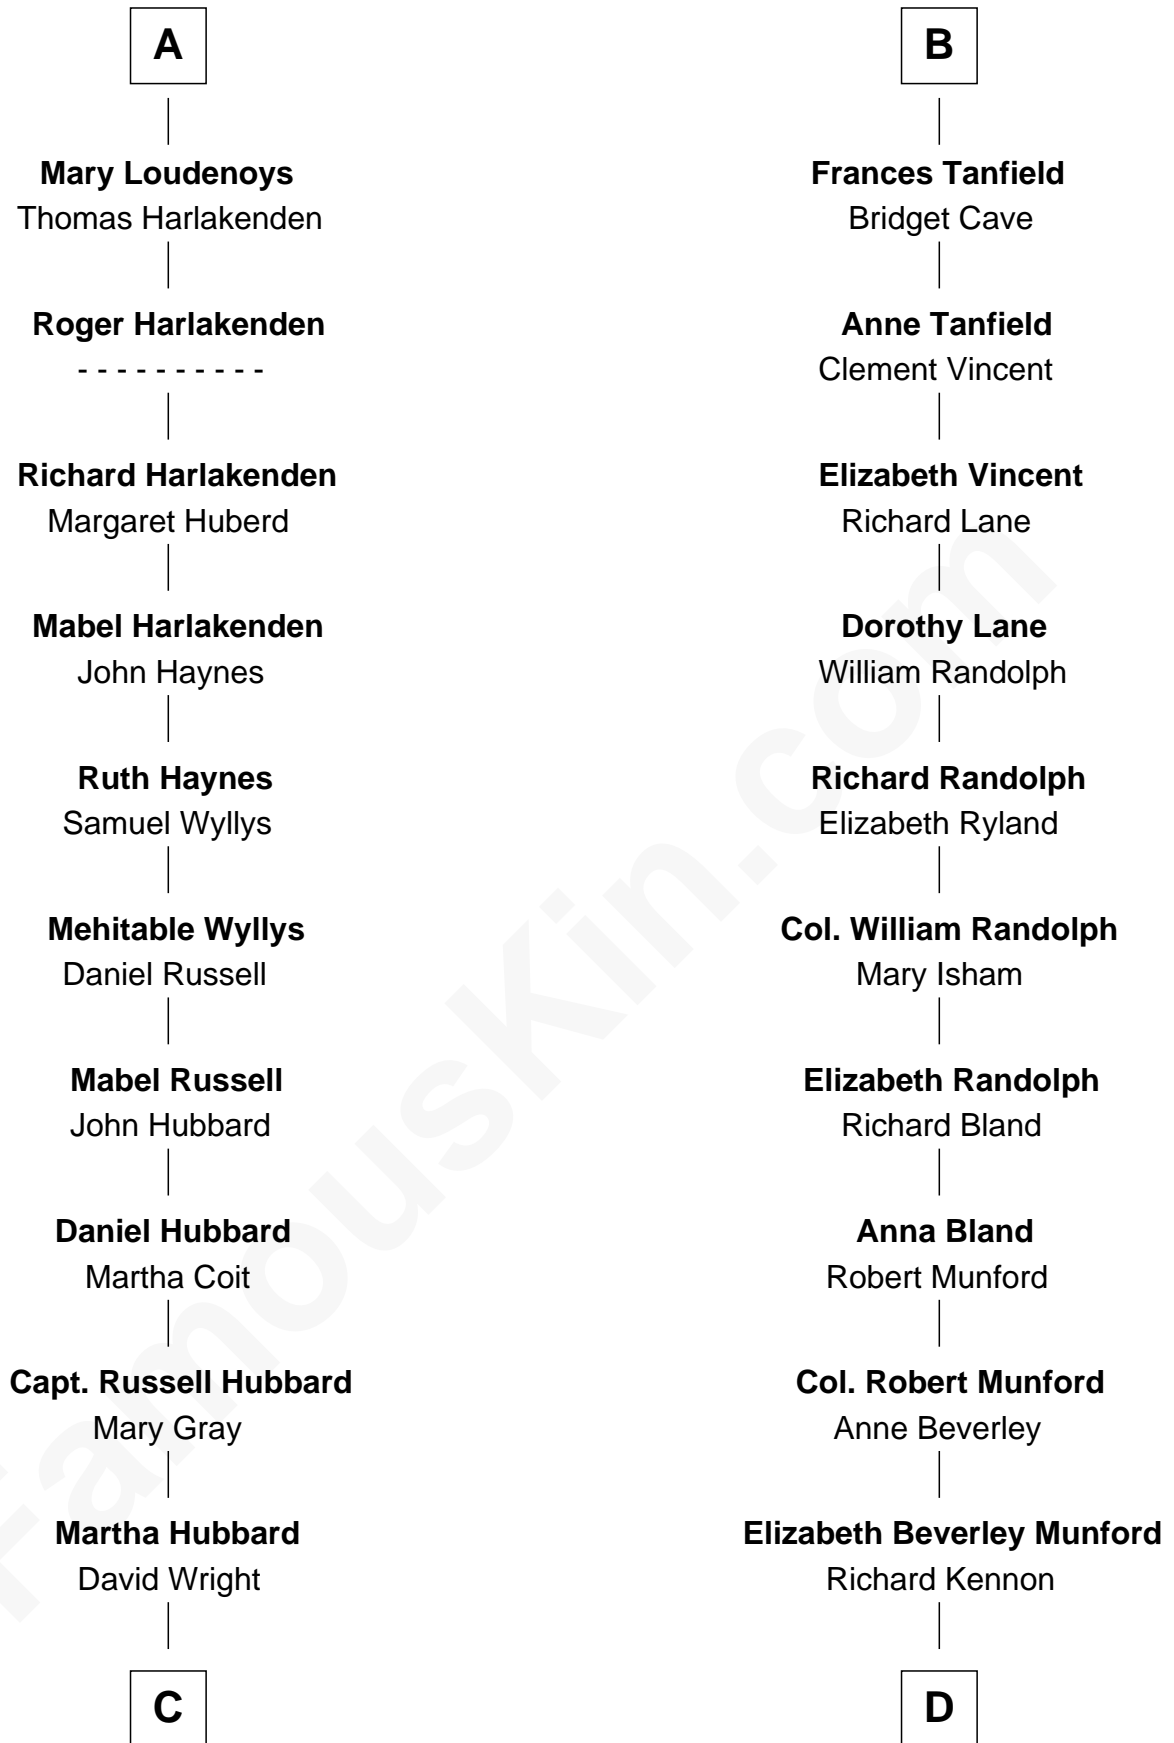 A
Mary Loudenoys
Thomas Harlakenden
Roger Harlakenden
- - - - - - - - - -
Richard Harlakenden
Margaret Huberd
Mabel Harlakenden
John Haynes
Ruth Haynes
Samuel Wyllys
Mehitable Wyllys
Daniel Russell
Mabel Russell
John Hubbard
Daniel Hubbard
Martha Coit
Capt. Russell Hubbard
Mary Gray
Martha Hubbard
David Wright
C
B
Frances Tanfield
Bridget Cave
Anne Tanfield
Clement Vincent
Elizabeth Vincent
Richard Lane
Dorothy Lane
William Randolph
Richard Randolph
Elizabeth Ryland
Col. William Randolph
Mary Isham
Elizabeth Randolph
Richard Bland
Anna Bland
Robert Munford
Col. Robert Munford
Anne Beverley
Elizabeth Beverley Munford
Richard Kennon
D
FamousKin.com